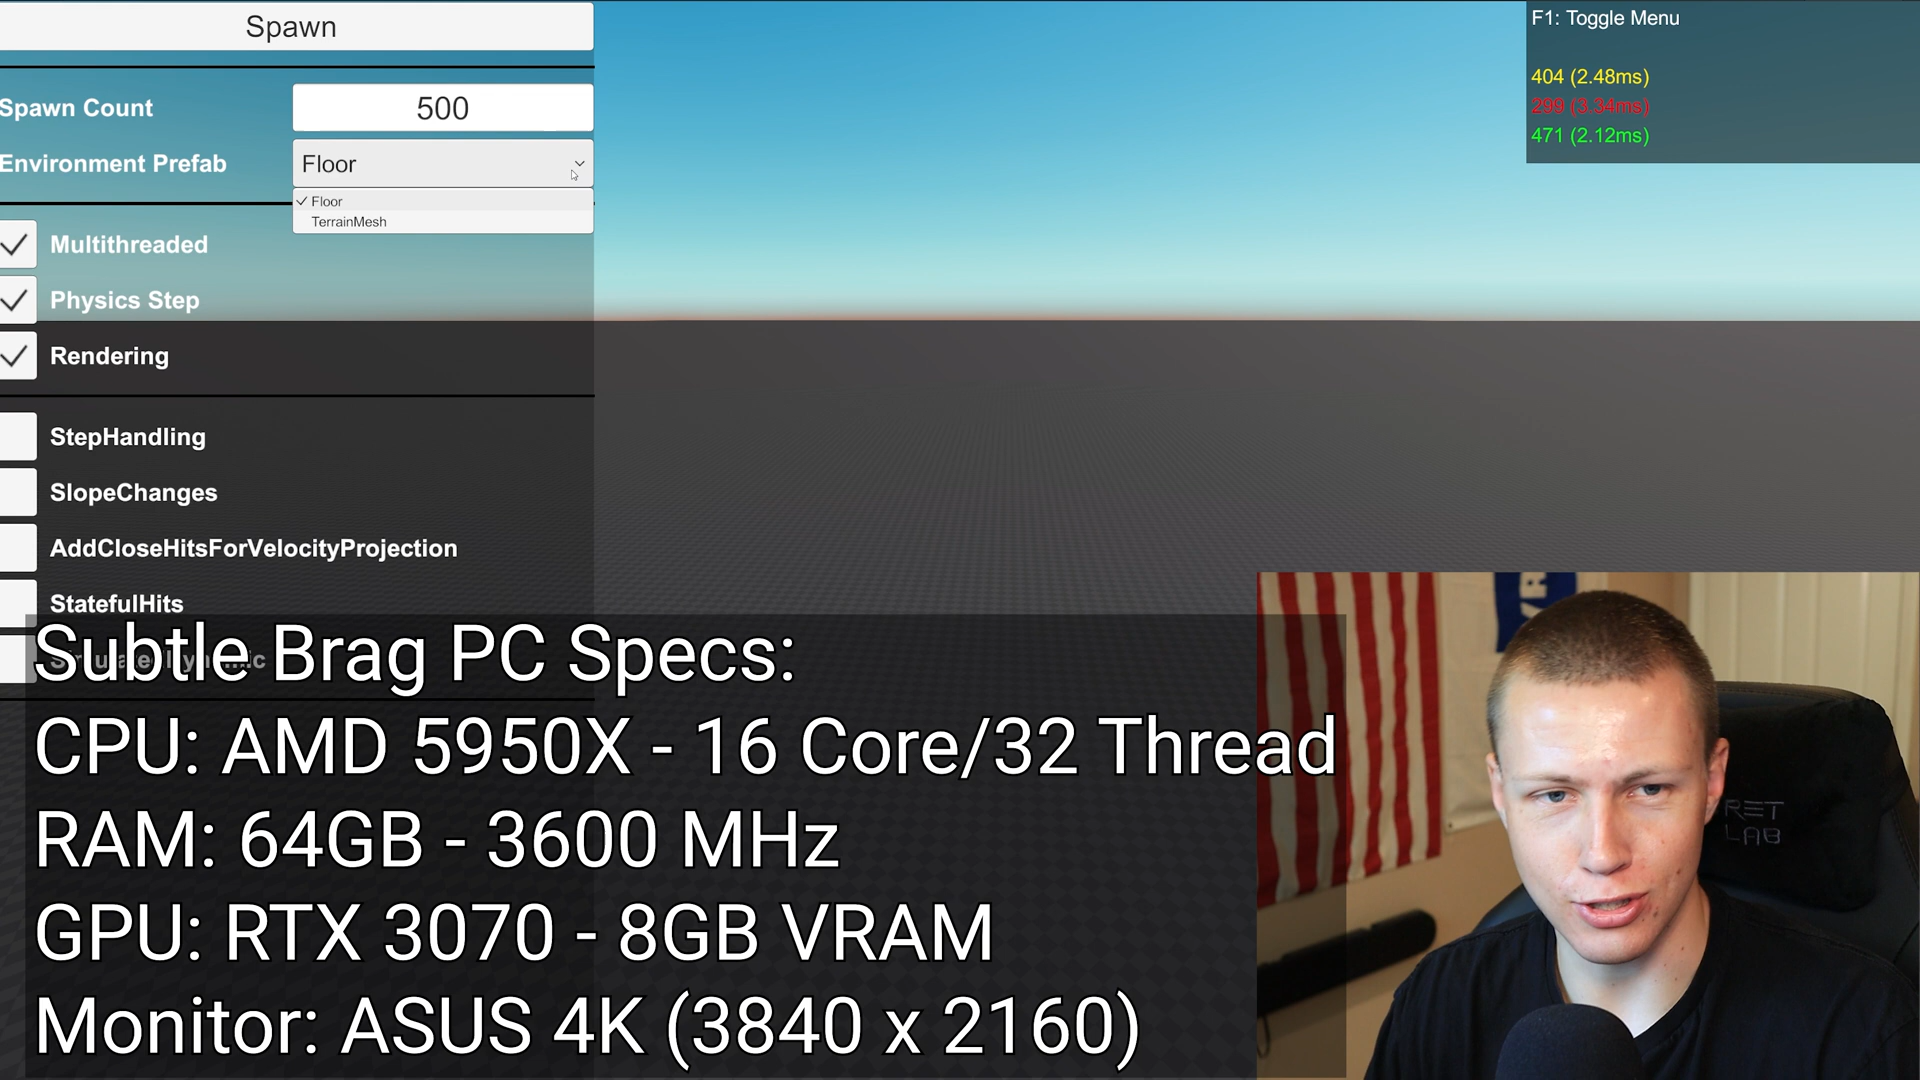 Spawn
Spawn Count
500
Environment Prefab
Floor
Floor
TerrainMesh
Multithreaded
Physics Step
Rendering
StepHandling
SlopeChanges
AddCloseHitsForVelocityProjection
StatefulHits
F1: Toggle Menu
404 (2.48ms)
299 (3.34ms)
471 (2.12ms)
Subtle Brag PC Specs:
CPU: AMD 5950X - 16 Core/32 Thread
RAM: 64GB - 3600 MHz
GPU: RTX 3070 - 8GB VRAM
Monitor: ASUS 4K (3840 x 2160)
RET
LAB